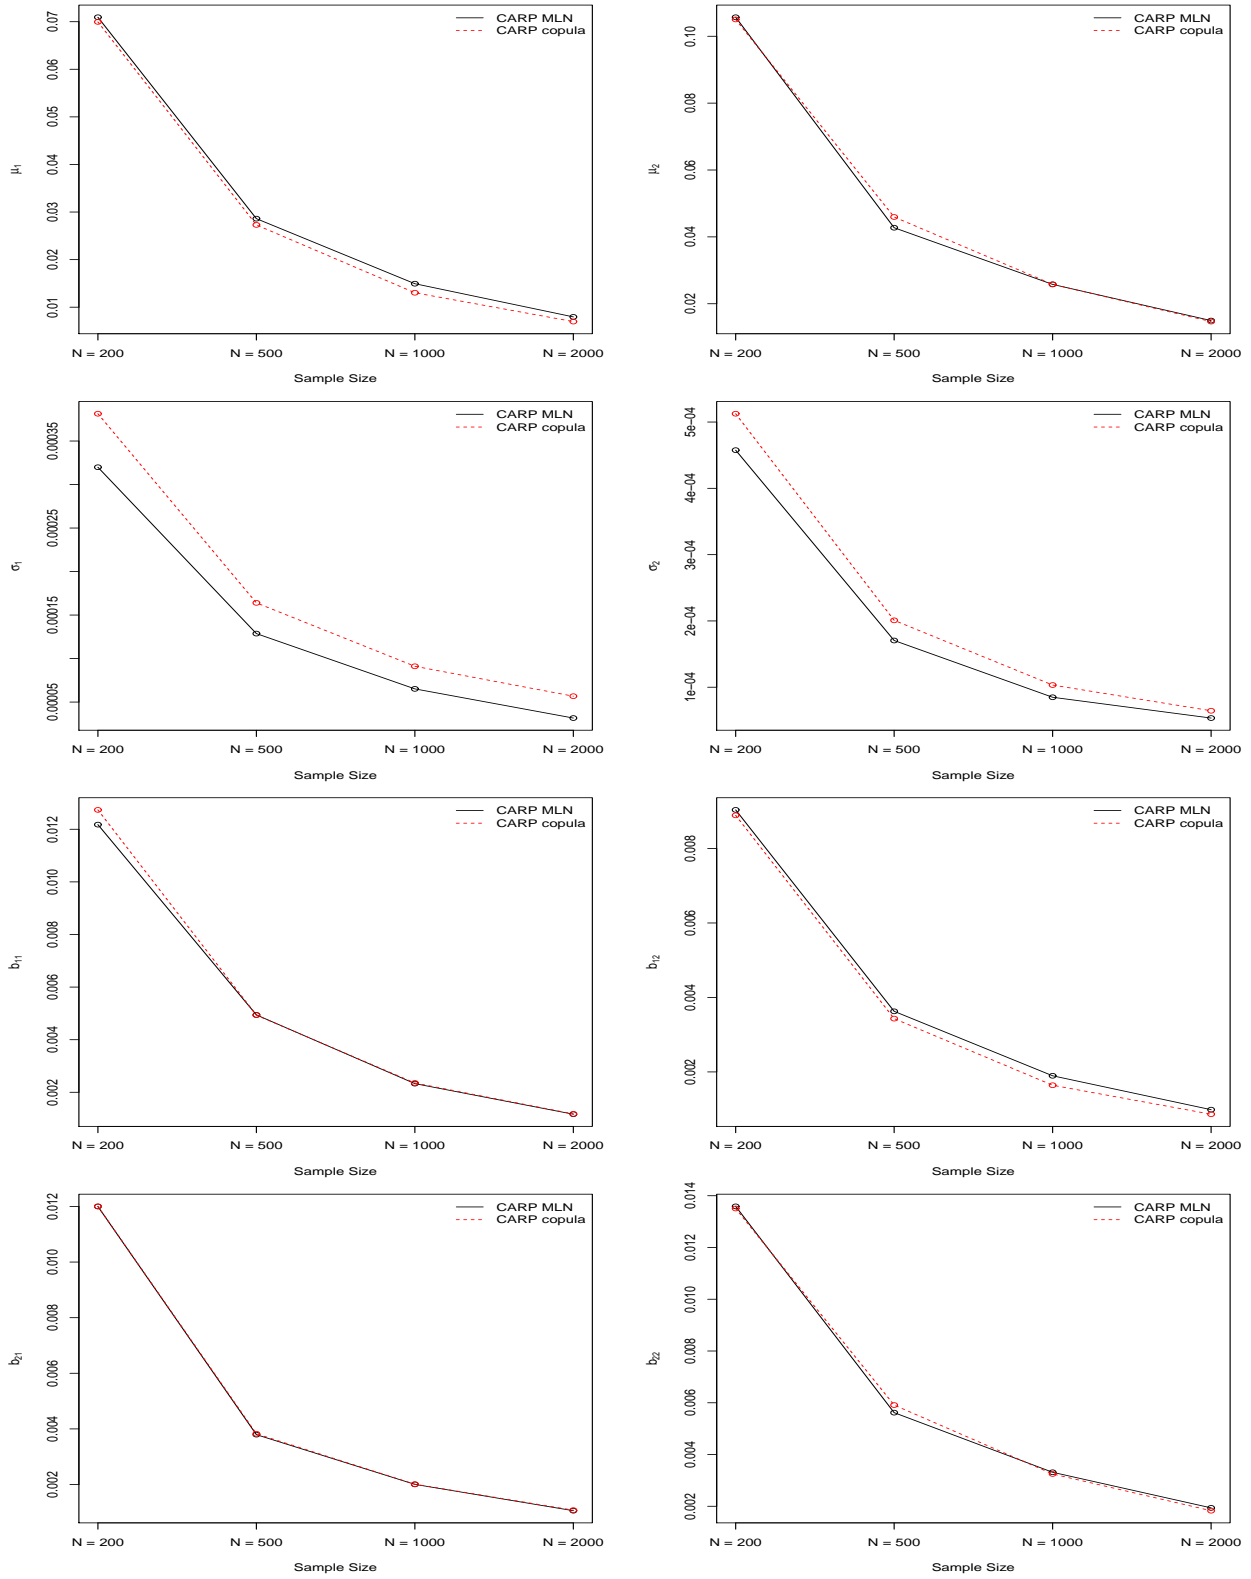 CARP MLN
CARP copula
0.07
0.06
0.05
0.04
0.03
0.02
0.01
μ1
N = 200 N = 500 N = 1000 N = 2000
Sample Size
CARP MLN
CARP copula
0.10
0.08
0.06
0.04
0.02
μ2
N = 200 N = 500 N = 1000 N = 2000
Sample Size
CARP MLN
CARP copula
0.00035
0.00025
0.00015
0.00005
σ1
N = 200 N = 500 N = 1000 N = 2000
Sample Size
CARP MLN
CARP copula
5e−04
4e−04
3e−04
2e−04
1e−04
σ2
N = 200 N = 500 N = 1000 N = 2000
Sample Size
CARP MLN
CARP copula
0.012
0.010
0.008
0.006
0.004
0.002
b11
N = 200 N = 500 N = 1000 N = 2000
Sample Size
CARP MLN
CARP copula
0.008
0.006
0.004
0.002
b12
N = 200 N = 500 N = 1000 N = 2000
Sample Size
CARP MLN
CARP copula
0.012
0.010
0.008
0.006
0.004
0.002
b21
N = 200 N = 500 N = 1000 N = 2000
Sample Size
CARP MLN
CARP copula
0.014
0.012
0.010
0.008
0.006
0.004
0.002
b22
N = 200 N = 500 N = 1000 N = 2000
Sample Size